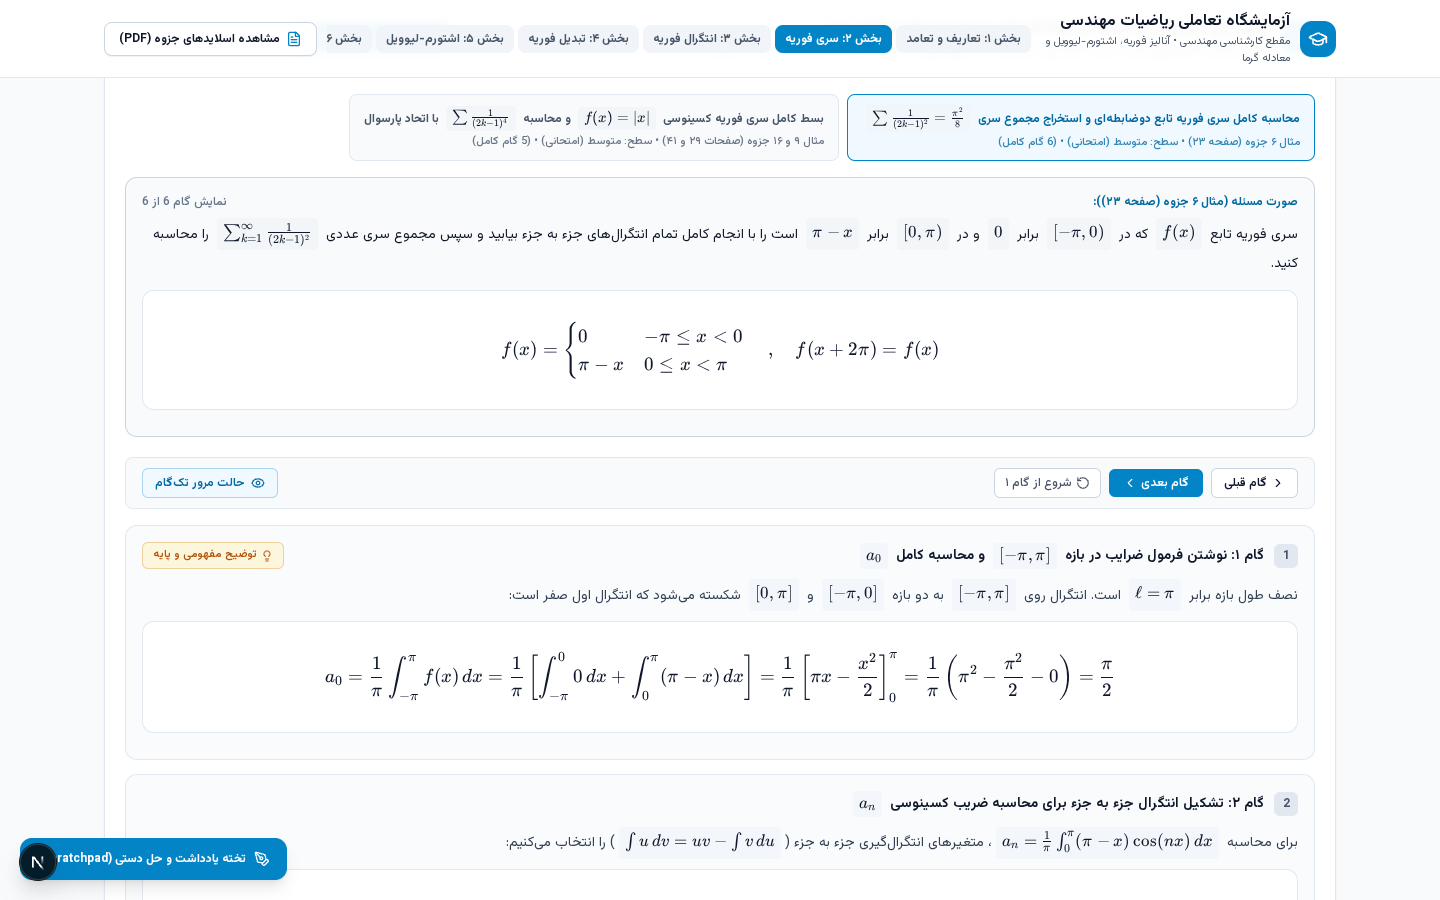 آزمایشگاه تعاملی ریاضیات مهندسی
مقطع کارشناسی مهندسی • آنالیز فوریه، اشتورم-لیوویل و
معادله گرما
بخش ۱: تعاریف و تعامد
بخش ۲: سری فوریه
بخش ۳: انتگرال فوریه
بخش ۴: تبدیل فوریه
بخش ۵: اشتورم-لیوویل
بخش ۶
مشاهده اسلایدهای جزوه (PDF)
محاسبه کامل سری فوریه تابع دوضابطه‌ای و استخراج مجموع سری ∑ 1/(2k−1)² = π²/8
مثال ۶ جزوه (صفحه ۲۳) • سطح: متوسط (امتحانی) • (6 گام کامل)
بسط کامل سری فوریه کسینوسی f(x) = |x| و محاسبه ∑ 1/(2k−1)⁴ با اتحاد پارسوال
مثال ۹ و ۱۶ جزوه (صفحات ۲۹ و ۴۱) • سطح: متوسط (امتحانی) • (5 گام کامل)
صورت مسئله (مثال ۶ جزوه (صفحه ۲۳)):
نمایش گام 6 از 6
سری فوریه تابع f(x) که در [−π, 0) برابر 0 و در [0, π) برابر π − x است را با انجام کامل تمام انتگرال‌های جزء به جزء بیابید و سپس مجموع سری عددی ∑_{k=1}^{∞} 1/(2k−1)² را محاسبه
کنید.
f(x) = { 0   −π ≤ x < 0 ; π − x   0 ≤ x < π   ,   f(x + 2π) = f(x)
گام قبلی
گام بعدی
شروع از گام ۱
حالت مرور تک‌گام
1
گام ۱: نوشتن فرمول ضرایب در بازه [−π, π] و محاسبه کامل a₀
توضیح مفهومی و پایه
نصف طول بازه برابر ℓ = π است. انتگرال روی [−π, π] به دو بازه [−π, 0] و [0, π] شکسته می‌شود که انتگرال اول صفر است:
a₀ = 1/π ∫_{−π}^{π} f(x) dx = 1/π [∫_{−π}^{0} 0 dx + ∫_{0}^{π} (π − x) dx] = 1/π [πx − x²/2]_{0}^{π} = 1/π (π² − π²/2 − 0) = π/2
2
گام ۲: تشکیل انتگرال جزء به جزء برای محاسبه ضریب کسینوسی aₙ
برای محاسبه aₙ = 1/π ∫_{0}^{π} (π − x) cos(nx) dx ، متغیرهای انتگرال‌گیری جزء به جزء ( ∫ u dv = uv − ∫ v du ) را انتخاب می‌کنیم:
تخته یادداشت و حل دستی (ratchpad
N